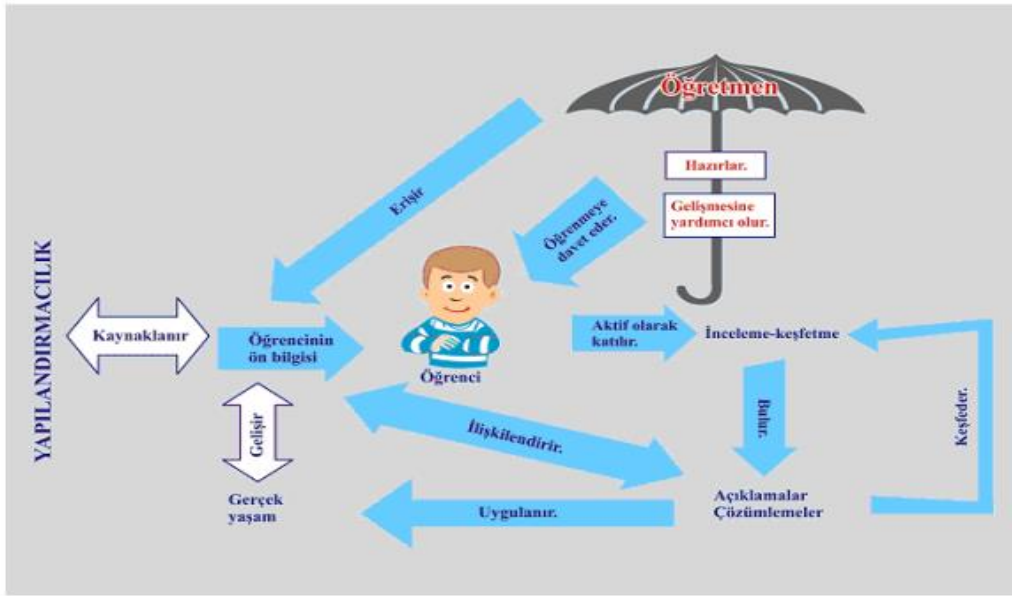 Öğretmen
Hazırlar.
Gelişmesine
yardımcı olur.
Erişir
Öğrenmeye
davet eder.
YAPILANDIRMACILIK
Kaynaklanır
Öğrencinin
ön bilgisi
Öğrenci
Aktif olarak
katılır.
İnceleme-keşfetme
Gelişir
İlişkilendirir.
Bulur.
Keşfeder.
Gerçek
yaşam
Uygulanır.
Açıklamalar
Çözümlemeler